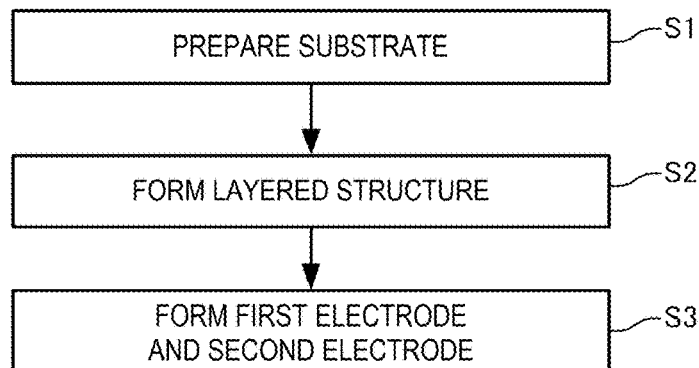 PREPARE SUBSTRATE
S1
FORM LAYERED STRUCTURE
S2
FORM FIRST ELECTRODE
AND SECOND ELECTRODE
S3